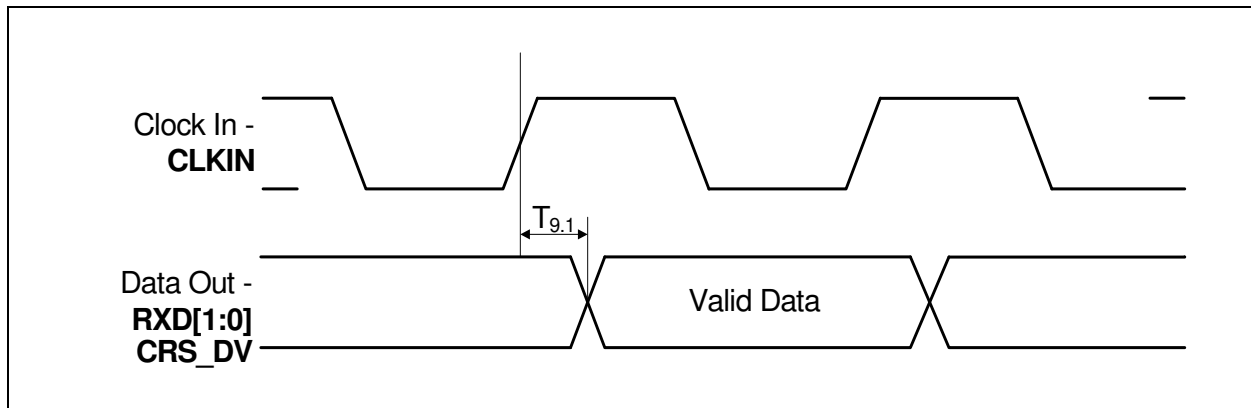 Clock In -
CLKIN
T9.1
Data Out -
RXD[1:0]
CRS_DV
Valid Data